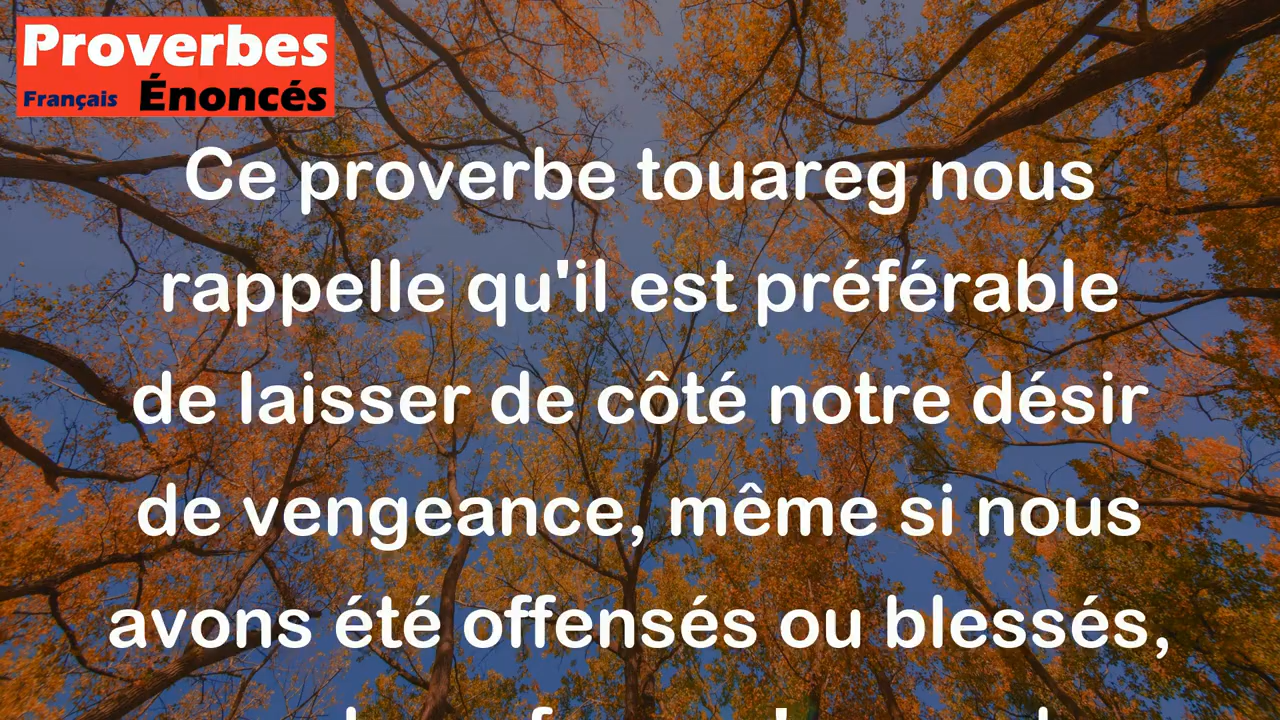 Proverbes
Français Énoncés
Ce proverbe touareg nous
rappelle qu'il est préférable
de laisser de côté notre désir
de vengeance, même si nous
avons été offensés ou blessés,